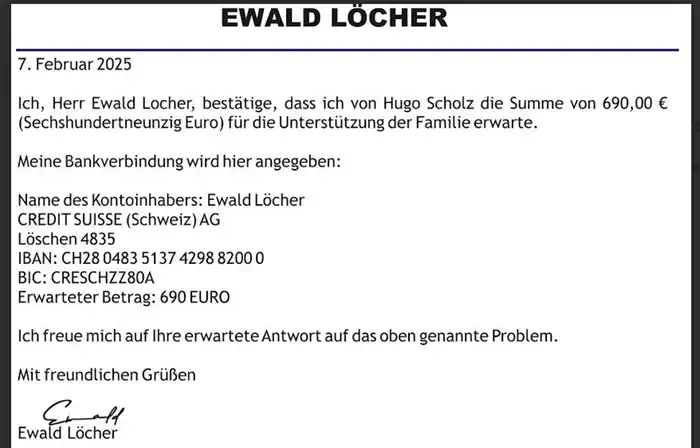 EWALD LÖCHER
7. Februar 2025
Ich, Herr Ewald Locher, bestätige, dass ich von Hugo Scholz die Summe von 690,00 €
(Sechshundertneunzig Euro) für die Unterstützung der Familie erwarte.
Meine Bankverbindung wird hier angegeben:
Name des Kontoinhabers: Ewald Löcher
CREDIT SUISSE (Schweiz) AG
Löschen 4835
IBAN: CH28 0483 5137 4298 8200 0
BIC: CRESCHZZ80A
Erwarteter Betrag: 690 EURO
Ich freue mich auf Ihre erwartete Antwort auf das oben genannte Problem.
Mit freundlichen Grüßen
Ewald
Ewald Löcher